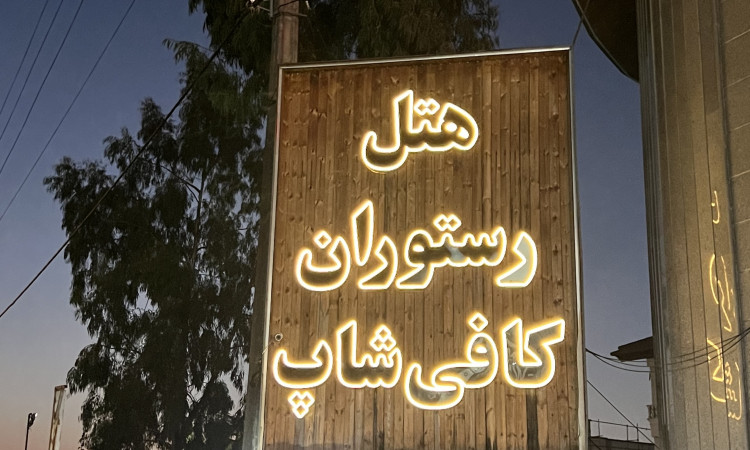 هتل
رستوران
کافی شاپ